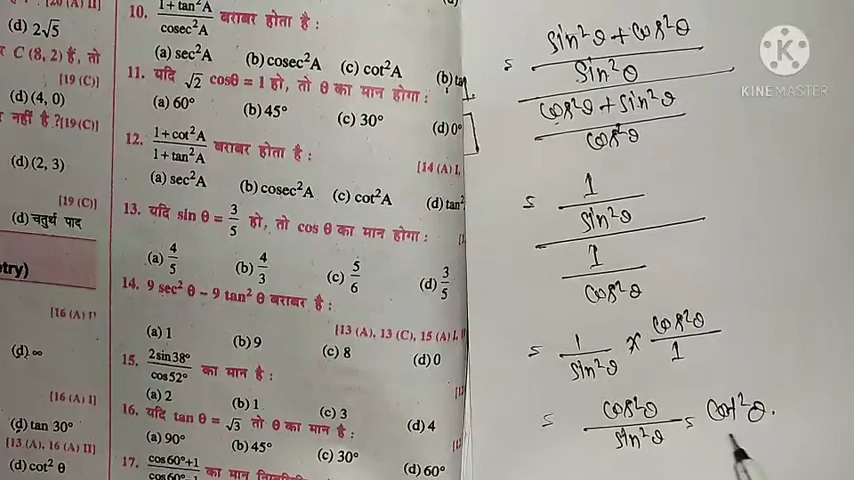 (d) 2√5
C (8, 2) हैं, तो
[19 (C)]
(d) (4, 0)
नहीं है ?[19(C)]
(d) (2, 3)
[19 (C)]
(d) चतुर्थ पाद
etry)
[16 (A) I]
(d) ∞
[16 (A) I]
(d) tan 30°
[13 (A), 16 (A) II]
(d) cot² θ
10. (1+tan²A)/(cosec²A) बराबर होता है :
(a) sec²A (b) cosec²A (c) cot²A
11. यदि √2 cosθ = 1 हो, तो θ का मान होगा :
(a) 60° (b) 45° (c) 30° (d) 0°
12. (1+cot²A)/(1+tan²A) बराबर होता है :
[14 (A) I,
(a) sec²A (b) cosec²A (c) cot²A (d) tan²
13. यदि sin θ = 3/5 हो, तो cos θ का मान होगा :
(a) 4/5 (b) 4/3 (c) 5/6 (d) 3/5
14. 9 sec² θ – 9 tan² θ बराबर है :
[13 (A), 13 (C), 15 (A) I,
(a) 1 (b) 9 (c) 8 (d) 0
15. (2sin38°)/(cos52°) का मान है :
(a) 2 (b) 1 (c) 3 (d) 4
16. यदि tan θ = √3 तो θ का मान है :
(a) 90° (b) 45° (c) 30° (d) 60°
17. cos60°+1 का मान
= ((sin²θ + cos²θ)/(sin²θ))/((cos²θ + sin²θ)/(cos²θ))
= (1/(sin²θ))/(1/(cos²θ))
= 1/(sin²θ) × (cos²θ)/1
= (cos²θ)/(sin²θ) = cot²θ.
KINEMASTER